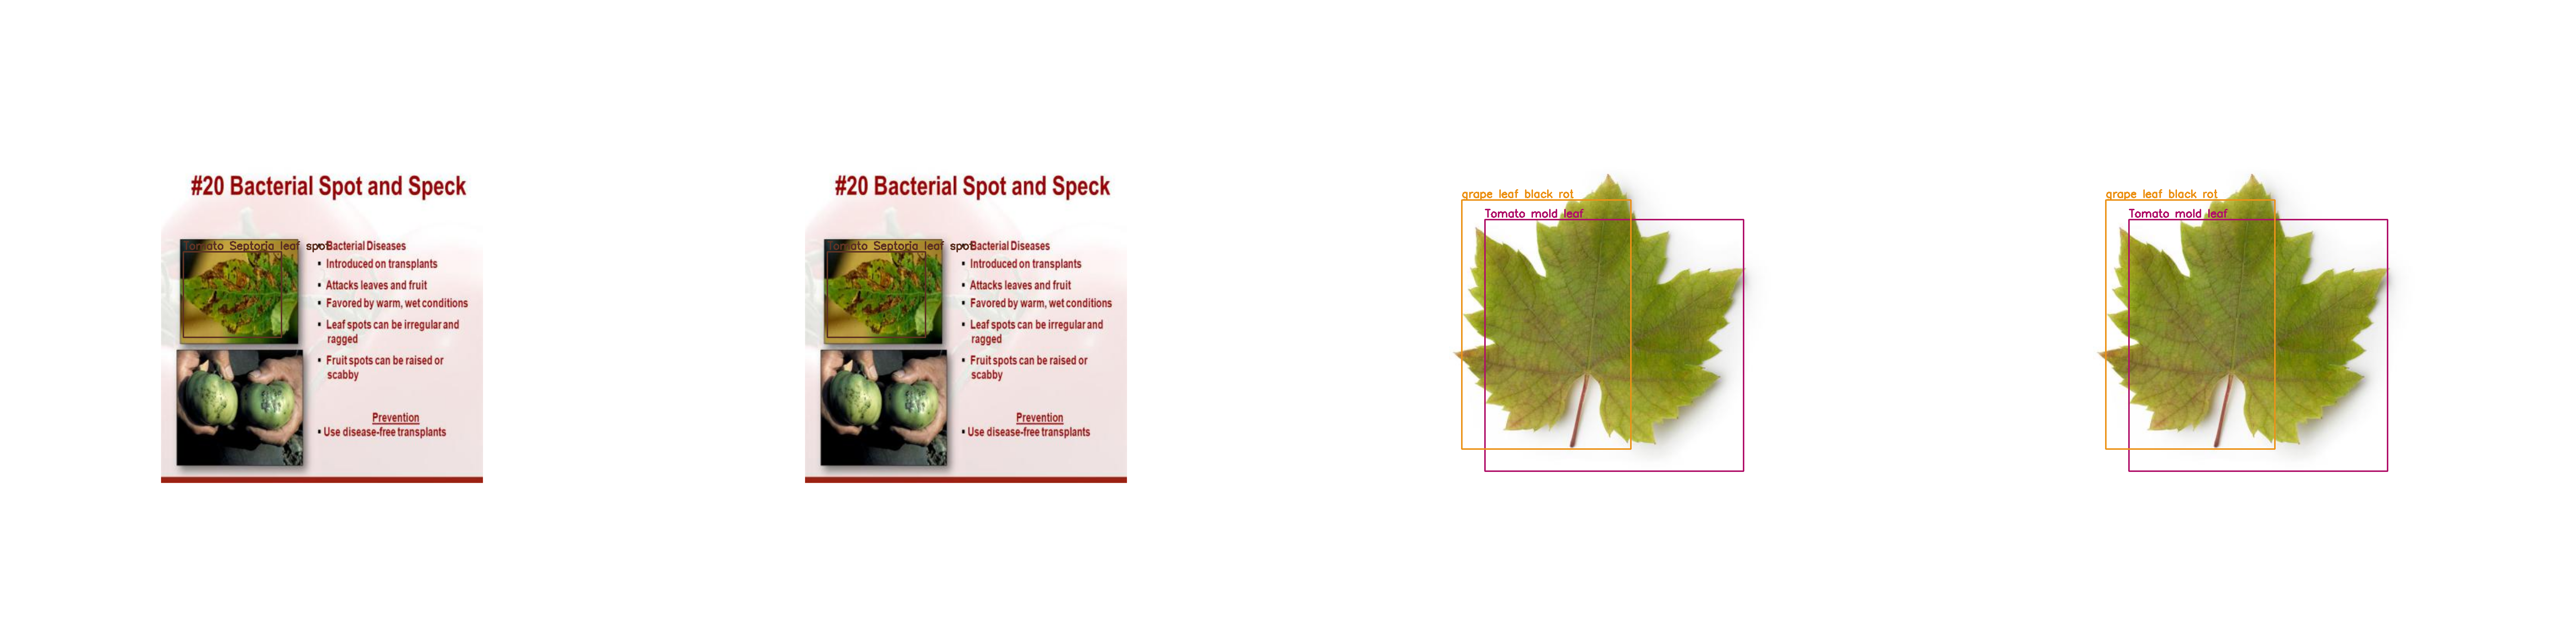 #20 Bacterial Spot and Speck
Tomato Septoria leaf spot
Bacterial Diseases
Introduced on transplants
Attacks leaves and fruit
Favored by warm, wet conditions
Leaf spots can be irregular and
ragged
Fruit spots can be raised or
scabby
Prevention
Use disease-free transplants
#20 Bacterial Spot and Speck
Tomato Septoria leaf spot
Bacterial Diseases
Introduced on transplants
Attacks leaves and fruit
Favored by warm, wet conditions
Leaf spots can be irregular and
ragged
Fruit spots can be raised or
scabby
Prevention
Use disease-free transplants
grape leaf black rot
Tomato mold leaf
grape leaf black rot
Tomato mold leaf